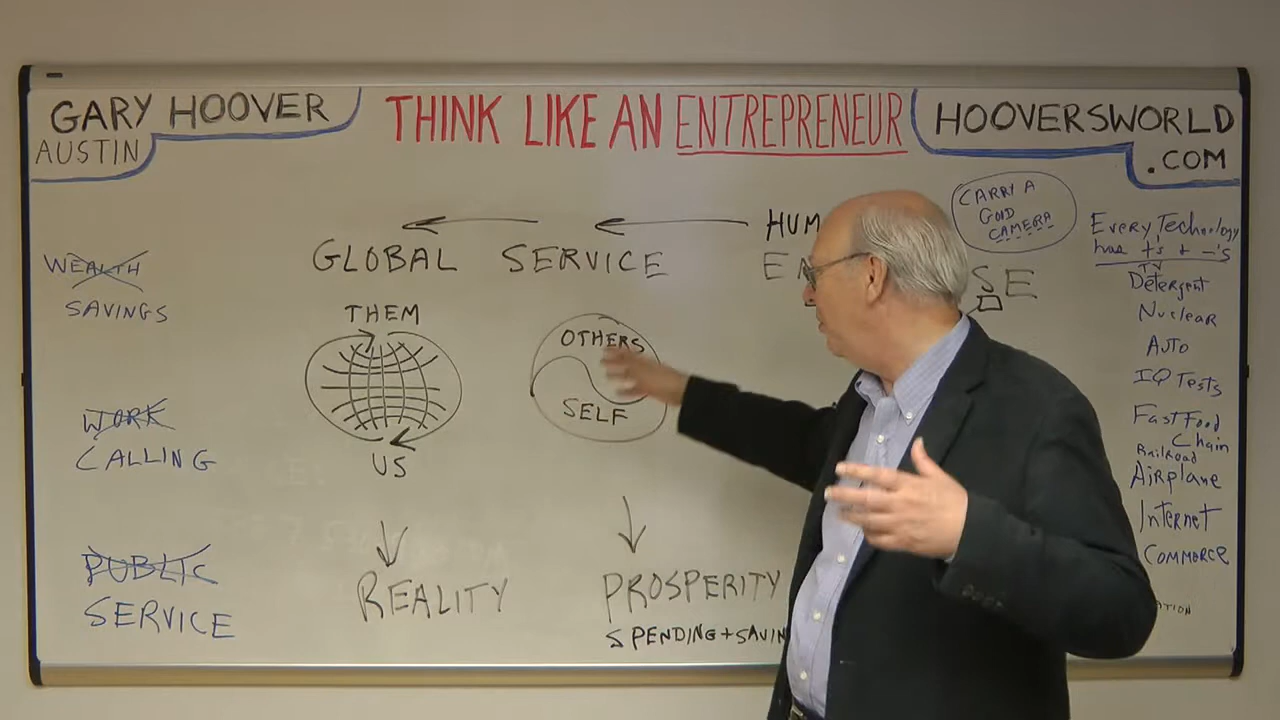 GARY HOOVER
AUSTIN
THINK LIKE AN ENTREPRENEUR
HOOVERSWORLD
.COM
WEALTH
SAVINGS
WORK
CALLING
PUBLIC
SERVICE
GLOBAL
THEM
US
REALITY
SERVICE
OTHERS
SELF
PROSPERITY
SPENDING + SAVIN
HUM
E
SE
CARRY A
GOOD
CAMERA
Every Technology
has +'s + -'s
TV
Detergent
Nuclear
AUTO
IQ Tests
Fast Food
Chain
Railroad
Airplane
Internet
COMMERCE